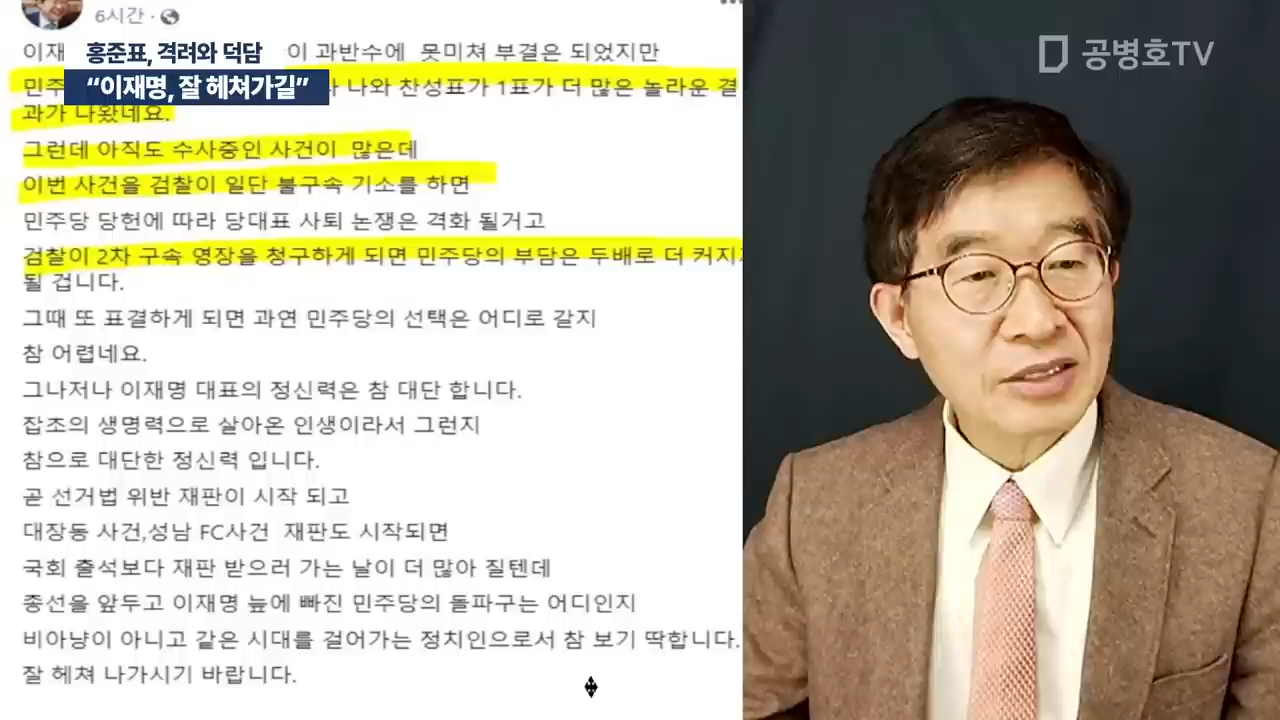 6시간 ·
이재
홍준표, 격려와 덕담
이 과반수에 못미쳐 부결은 되었지만
민주
“이재명, 잘 헤쳐가길”
나와 찬성표가 1표가 더 많은 놀라운 결
과가 나왔네요.
그런데 아직도 수사중인 사건이 많은데
이번 사건을 검찰이 일단 불구속 기소를 하면
민주당 당헌에 따라 당대표 사퇴 논쟁은 격화 될거고
검찰이 2차 구속 영장을 청구하게 되면 민주당의 부담은 두배로 더 커지게
될 겁니다.
그때 또 표결하게 되면 과연 민주당의 선택은 어디로 갈지
참 어렵네요.
그나저나 이재명 대표의 정신력은 참 대단 합니다.
잡초의 생명력으로 살아온 인생이라서 그런지
참으로 대단한 정신력 입니다.
곧 선거법 위반 재판이 시작 되고
대장동 사건,성남 FC사건 재판도 시작되면
국회 출석보다 재판 받으러 가는 날이 더 많아 질텐데
총선을 앞두고 이재명 늪에 빠진 민주당의 돌파구는 어디인지
비아냥이 아니고 같은 시대를 걸어가는 정치인으로서 참 보기 딱합니다.
잘 헤쳐 나가시기 바랍니다.
공병호TV